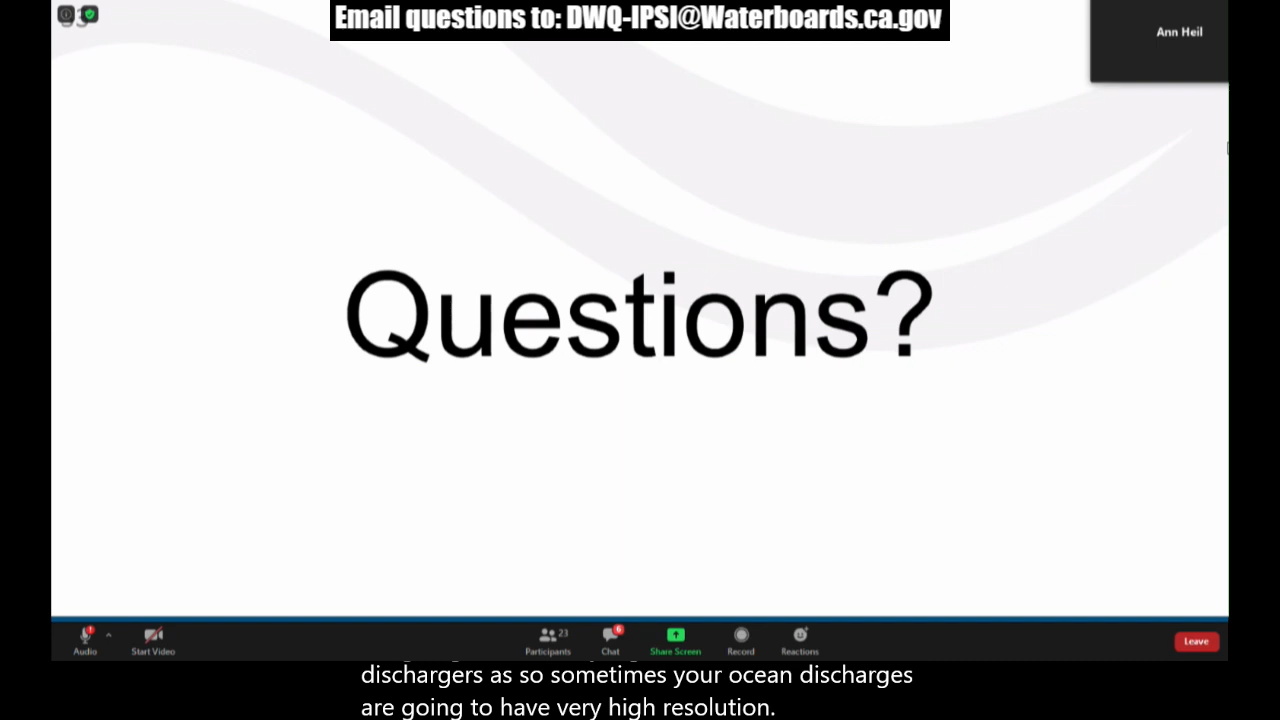 Email questions to: DWQ-IPSI@Waterboards.ca.gov
Ann Heil
Questions?
Audio
Start Video
Participants
23
Chat
6
Share Screen
Record
Reactions
Leave
dischargers as so sometimes your ocean discharges
are going to have very high resolution.